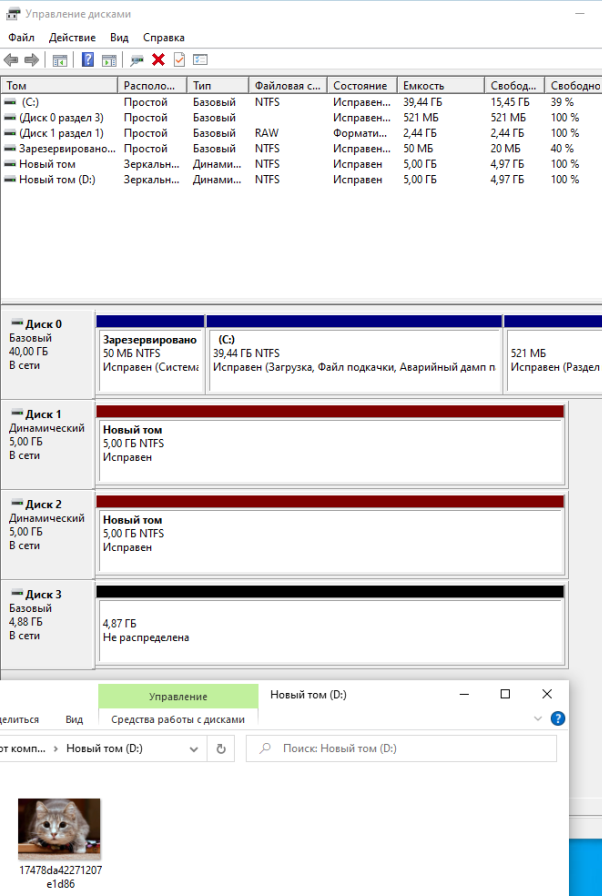 Управление дисками
Файл Действие Вид Справка
Том Располо... Тип Файловая с... Состояние Емкость Свобод... Свободно
(C:) Простой Базовый NTFS Исправен... 39,44 ГБ 15,45 ГБ 39 %
(Диск 0 раздел 3) Простой Базовый Исправен... 521 МБ 521 МБ 100 %
(Диск 1 раздел 1) Простой Базовый RAW Формати... 2,44 ГБ 2,44 ГБ 100 %
Зарезервировано... Простой Базовый NTFS Исправен... 50 МБ 20 МБ 40 %
Новый том Зеркальн... Динами... NTFS Исправен 5,00 ГБ 4,97 ГБ 100 %
Новый том (D:) Зеркальн... Динами... NTFS Исправен 5,00 ГБ 4,97 ГБ 100 %
Диск 0
Базовый
40,00 ГБ
В сети
Зарезервировано
50 МБ NTFS
Исправен (Система
(C:)
39,44 ГБ NTFS
Исправен (Загрузка, Файл подкачки, Аварийный дамп п
521 МБ
Исправен (Раздел
Диск 1
Динамический
5,00 ГБ
В сети
Новый том
5,00 ГБ NTFS
Исправен
Диск 2
Динамический
5,00 ГБ
В сети
Новый том
5,00 ГБ NTFS
Исправен
Диск 3
Базовый
4,88 ГБ
В сети
4,87 ГБ
Не распределена
Управление Новый том (D:)
делиться Вид Средства работы с дисками
от комп... › Новый том (D:) Поиск: Новый том (D:)
17478da42271207
e1d86